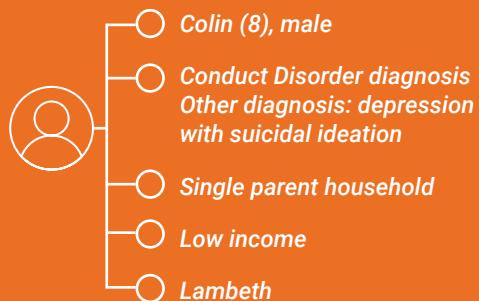 Colin (8), male
Conduct Disorder diagnosis
Other diagnosis: depression
with suicidal ideation
Single parent household
Low income
Lambeth